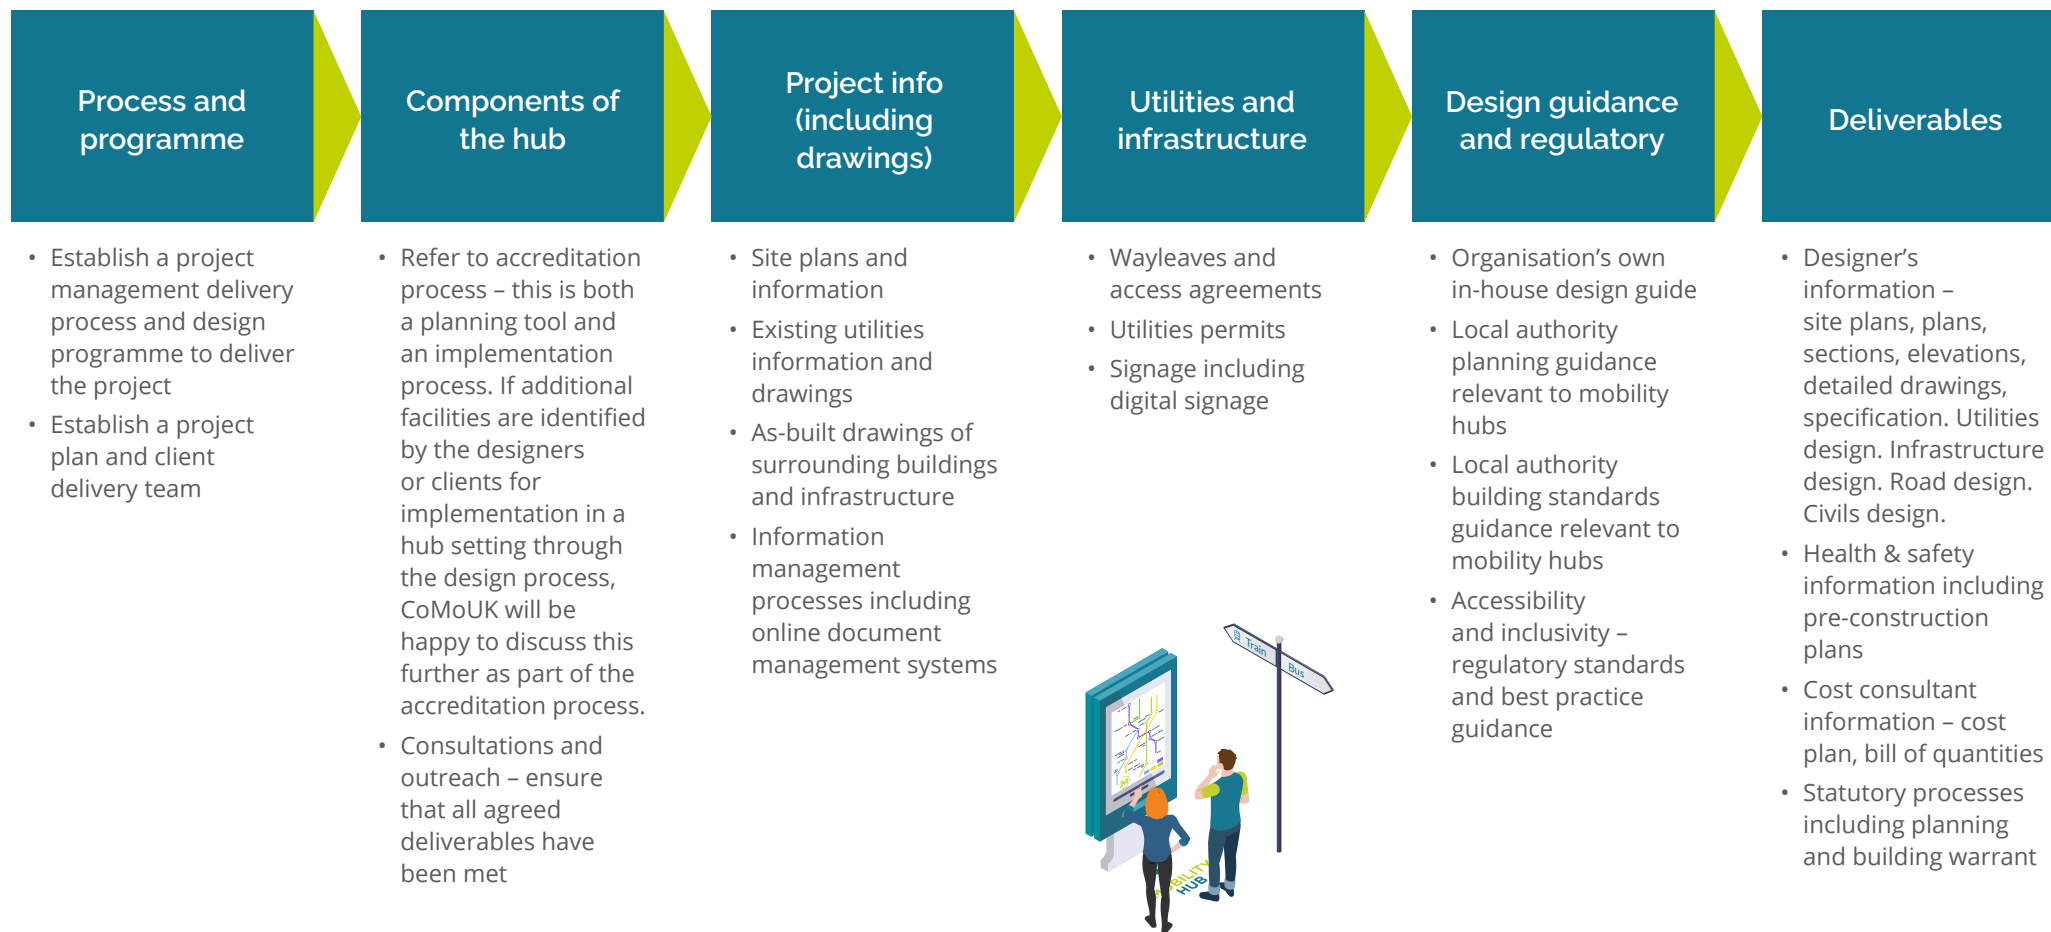 Process and
programme
• Establish a project
management delivery
process and design
programme to deliver
the project
• Establish a project
plan and client
delivery team
Components of
the hub
• Refer to accreditation
process – this is both
a planning tool and
an implementation
process. If additional
facilities are identified
by the designers
or clients for
implementation in a
hub setting through
the design process,
CoMoUK will be
happy to discuss this
further as part of the
accreditation process.
• Consultations and
outreach – ensure
that all agreed
deliverables have
been met
Project info
(including
drawings)
• Site plans and
information
• Existing utilities
information and
drawings
• As-built drawings of
surrounding buildings
and infrastructure
• Information
management
processes including
online document
management systems
Utilities and
infrastructure
• Wayleaves and
access agreements
• Utilities permits
• Signage including
digital signage
Train
Bus
M
MOBILITY
HUB
Design guidance
and regulatory
• Organisation’s own
in-house design guide
• Local authority
planning guidance
relevant to mobility
hubs
• Local authority
building standards
guidance relevant to
mobility hubs
• Accessibility
and inclusivity –
regulatory standards
and best practice
guidance
Deliverables
• Designer’s
information –
site plans, plans,
sections, elevations,
detailed drawings,
specification. Utilities
design. Infrastructure
design. Road design.
Civils design.
• Health & safety
information including
pre-construction
plans
• Cost consultant
information – cost
plan, bill of quantities
• Statutory processes
including planning
and building warrant